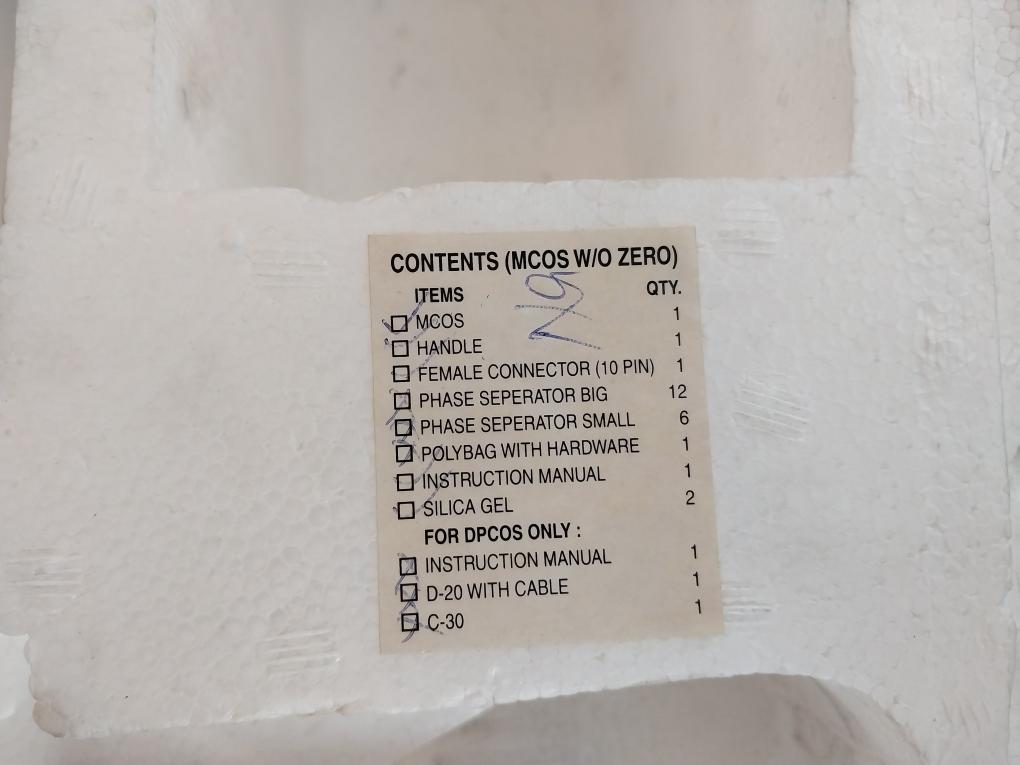 CONTENTS (MCOS W/O ZERO)
ITEMS QTY.
MCOS 1
HANDLE 1
FEMALE CONNECTOR (10 PIN) 1
PHASE SEPERATOR BIG 12
PHASE SEPERATOR SMALL 6
POLYBAG WITH HARDWARE 1
INSTRUCTION MANUAL 1
SILICA GEL 2
FOR DPCOS ONLY :
INSTRUCTION MANUAL 1
D-20 WITH CABLE 1
C-30 1